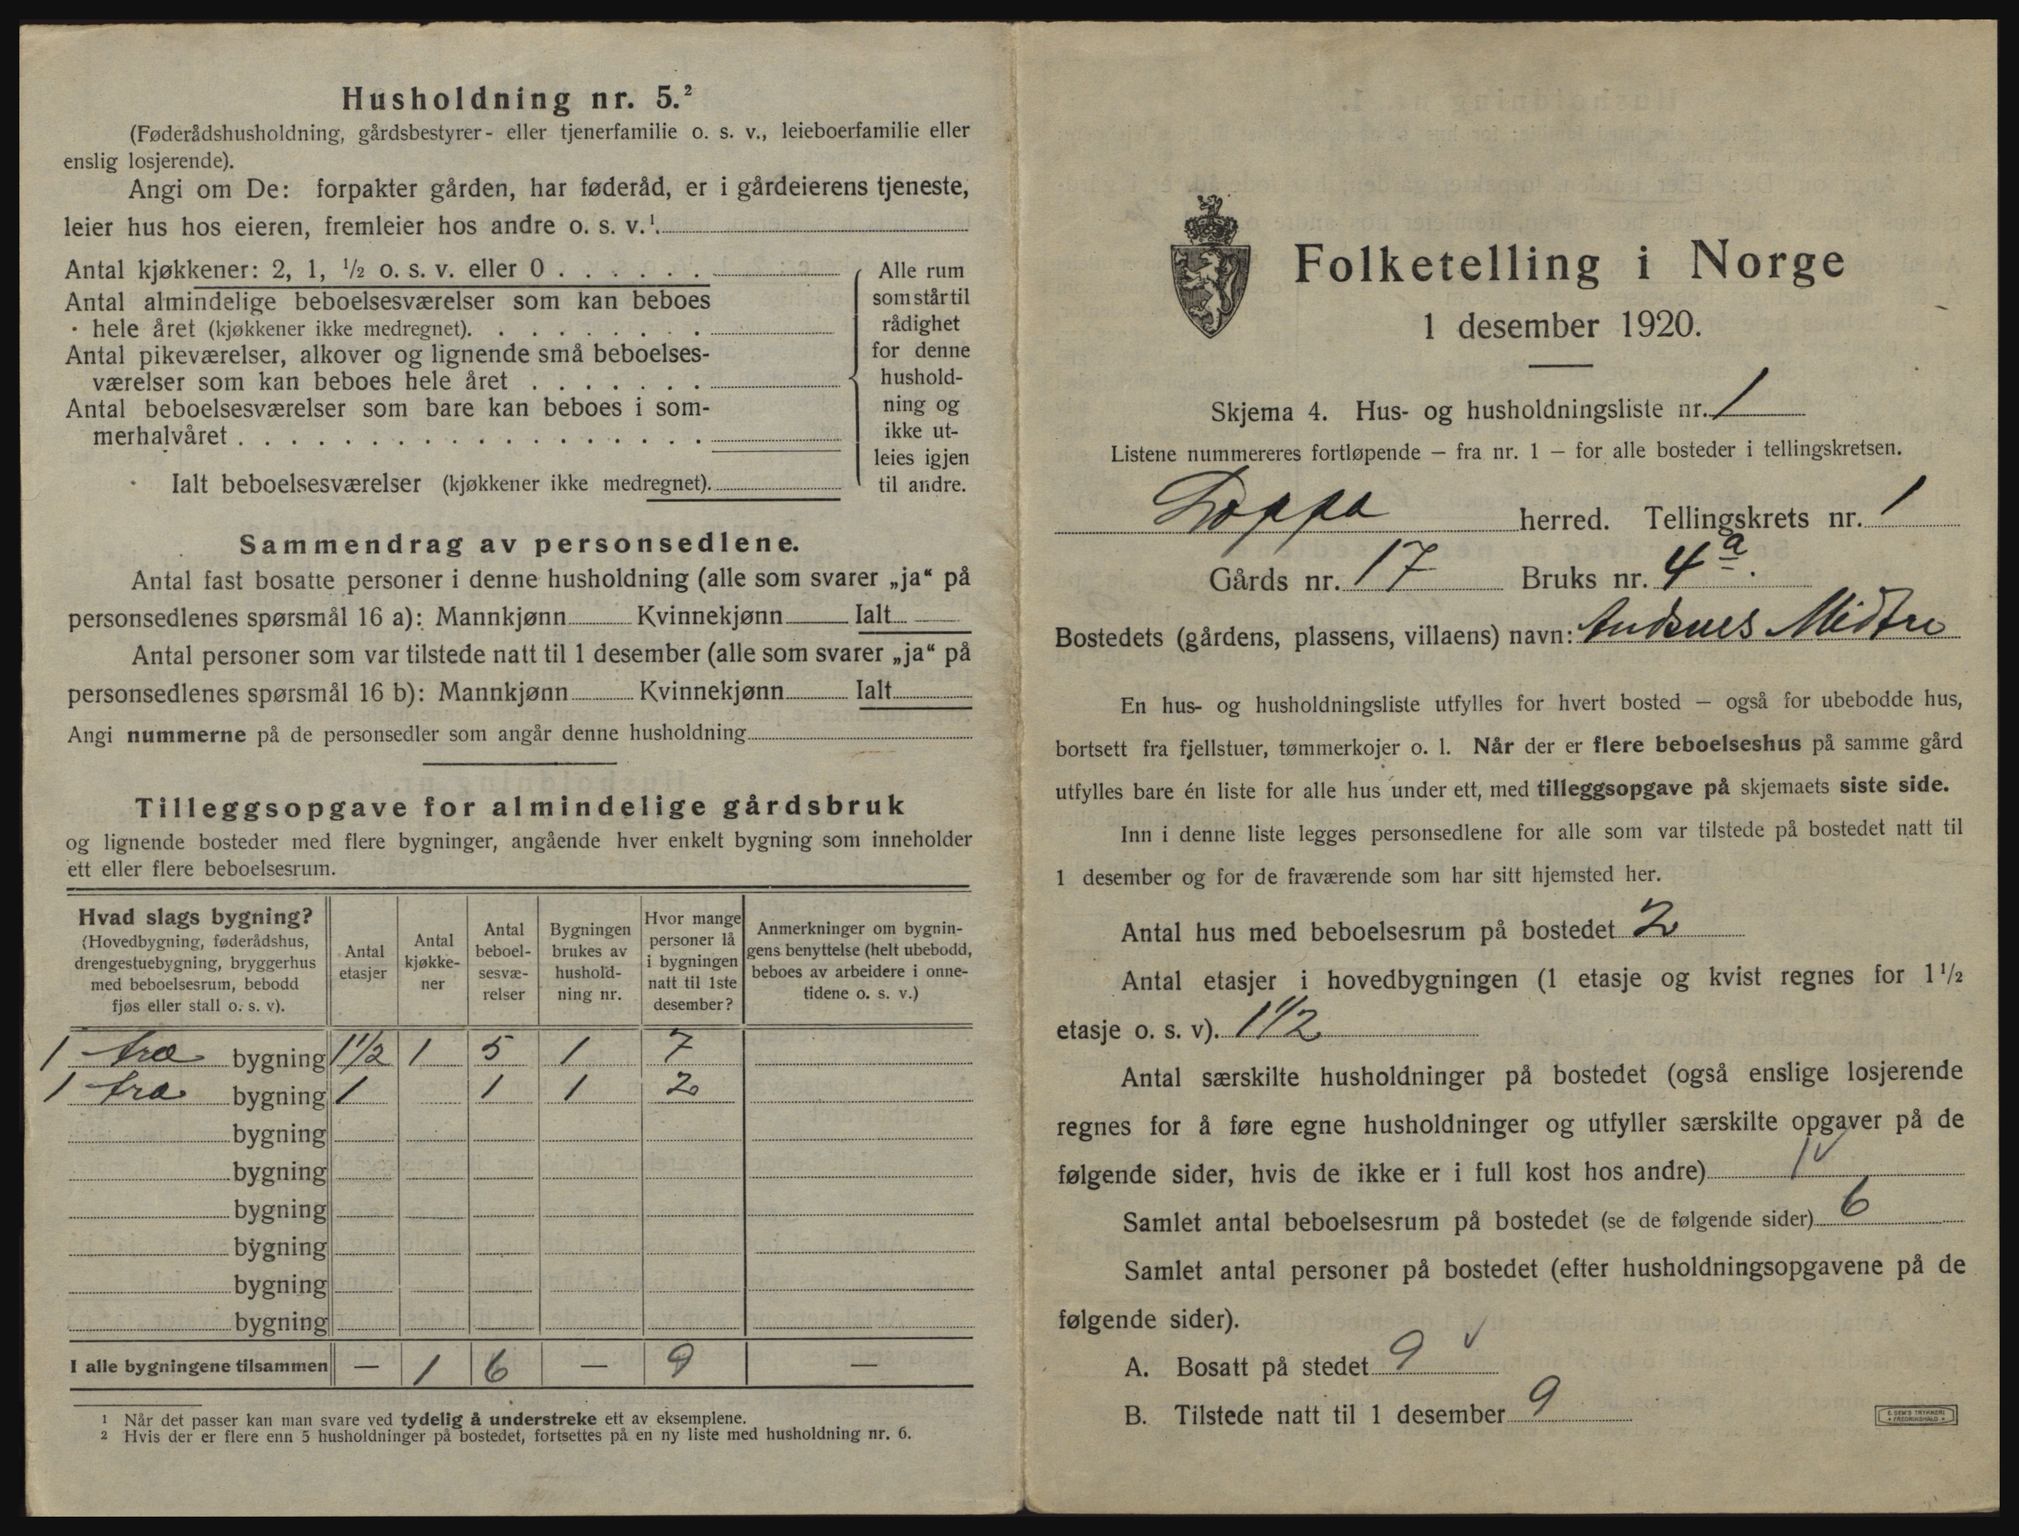 Husholdning nr. 5.²
(Føderådshusholdning, gårdsbestyrer- eller tjenerfamilie o. s. v., leieboerfamilie eller
enslig losjerende).
Angi om De: forpakter gården, har føderåd, er i gårdeierens tjeneste,
leier hus hos eieren, fremleier hos andre o. s. v.¹.
Antal kjøkkener: 2, 1, ½ o. s. v. eller 0 . . . . . .
Antal almindelige beboelsesværelser som kan beboes
hele året (kjøkkener ikke medregnet). . . . . . . . .
Antal pikeværelser, alkover og lignende små beboelses-
værelser som kan beboes hele året . . . . . . .
Antal beboelsesværelser som bare kan beboes i som-
merhalvåret . . . . . . . . . . . . . . . . . .
Ialt beboelsesværelser (kjøkkener ikke medregnet).
Alle rum
som står til
rådighet
for denne
hushold-
ning og
ikke ut-
leies igjen
til andre.
Sammendrag av personsedlene.
Antal fast bosatte personer i denne husholdning (alle som svarer „ja“ på
personsedlenes spørsmål 16 a): Mannkjønn Kvinnekjønn Ialt
Antal personer som var tilstede natt til 1 desember (alle som svarer „ja“ på
personsedlenes spørsmål 16 b): Mannkjønn Kvinnekjønn Ialt
Angi nummerne på de personsedler som angår denne husholdning
Tilleggsopgave for almindelige gårdsbruk
og lignende bosteder med flere bygninger, angående hver enkelt bygning som inneholder
ett eller flere beboelsesrum.
Hvad slags bygning?
(Hovedbygning, føderådshus,
drengestuebygning, bryggerhus
med beboelsesrum, bebodd
fjøs eller stall o. s. v).
Antal
etasjer
Antal
kjøkke-
ner
Antal
beboel-
sesvæ-
relser
Bygningen
brukes av
hushold-
ning nr.
Hvor mange
personer lå
i bygningen
natt til 1ste
desember?
Anmerkninger om bygnin-
gens benyttelse (helt ubebodd,
beboes av arbeidere i onne-
tidene o. s. v.)
1 træ bygning 1½ 1 5 1 7
1 træ bygning 1 1 1 2
bygning
bygning
bygning
bygning
bygning
bygning
I alle bygningene tilsammen — 1 6 — 9 —
¹ Når det passer kan man svare ved tydelig å understreke ett av eksemplene.
² Hvis der er flere enn 5 husholdninger på bostedet, fortsettes på en ny liste med husholdning nr. 6.
Folketelling i Norge
1 desember 1920.
Skjema 4. Hus- og husholdningsliste nr. 1
Listene nummereres fortløpende — fra nr. 1 — for alle bosteder i tellingskretsen.
Loppa herred. Tellingskrets nr. 1
Gårds nr. 17 Bruks nr. 4a.
Bostedets (gårdens, plassens, villaens) navn: Andsnes Midtre
En hus- og husholdningsliste utfylles for hvert bosted — også for ubebodde hus,
bortsett fra fjellstuer, tømmerkojer o. l. Når der er flere beboelseshus på samme gård
utfylles bare én liste for alle hus under ett, med tilleggsopgave på skjemaets siste side.
Inn i denne liste legges personsedlene for alle som var tilstede på bostedet natt til
1 desember og for de fraværende som har sitt hjemsted her.
Antal hus med beboelsesrum på bostedet 2
Antal etasjer i hovedbygningen (1 etasje og kvist regnes for 1½
etasje o. s. v). 1½
Antal særskilte husholdninger på bostedet (også enslige losjerende
regnes for å føre egne husholdninger og utfyller særskilte opgaver på de
følgende sider, hvis de ikke er i full kost hos andre) 1 ✓
Samlet antal beboelsesrum på bostedet (se de følgende sider) 6
Samlet antal personer på bostedet (efter husholdningsopgavene på de
følgende sider).
A. Bosatt på stedet 9 ✓
B. Tilstede natt til 1 desember 9
E. SEM'S TRYKKERI
FREDRIKSHALD